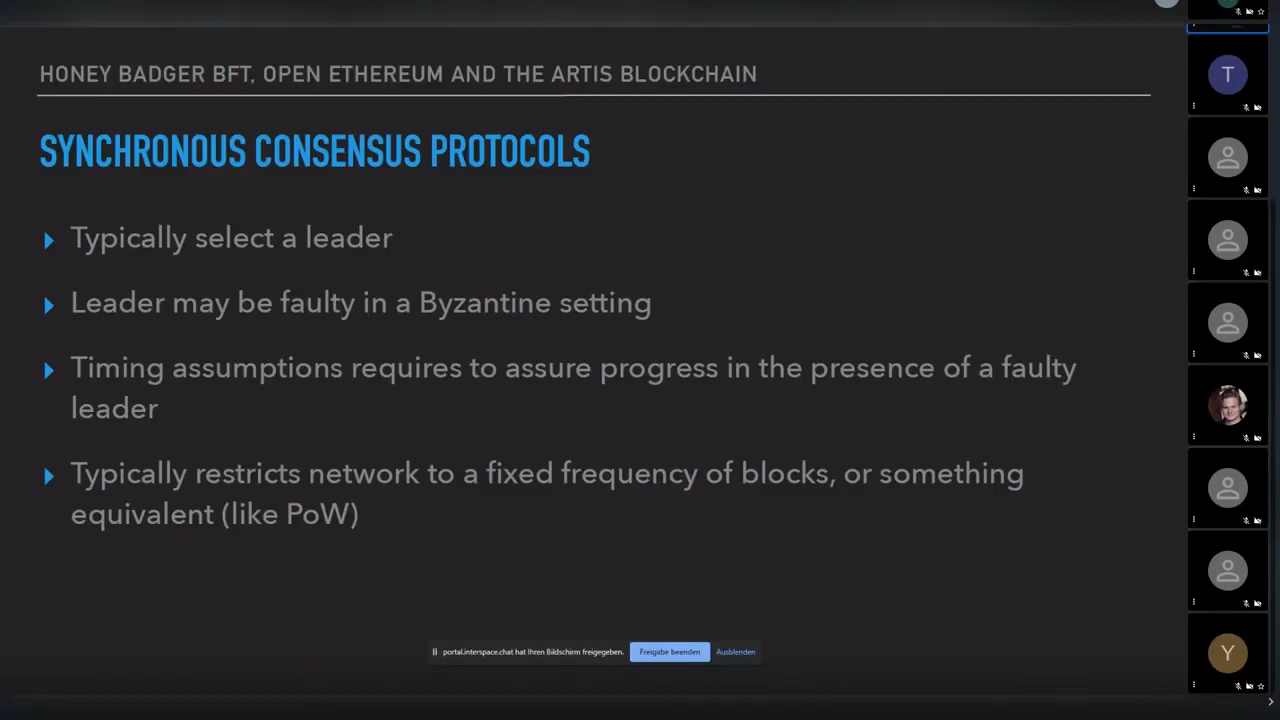 HONEY BADGER BFT, OPEN ETHEREUM AND THE ARTIS BLOCKCHAIN
SYNCHRONOUS CONSENSUS PROTOCOLS
Typically select a leader
Leader may be faulty in a Byzantine setting
Timing assumptions requires to assure progress in the presence of a faulty
leader
Typically restricts network to a fixed frequency of blocks, or something
equivalent (like PoW)
portal.interspace.chat hat Ihren Bildschirm freigegeben. Freigabe beenden Ausblenden
T
Y